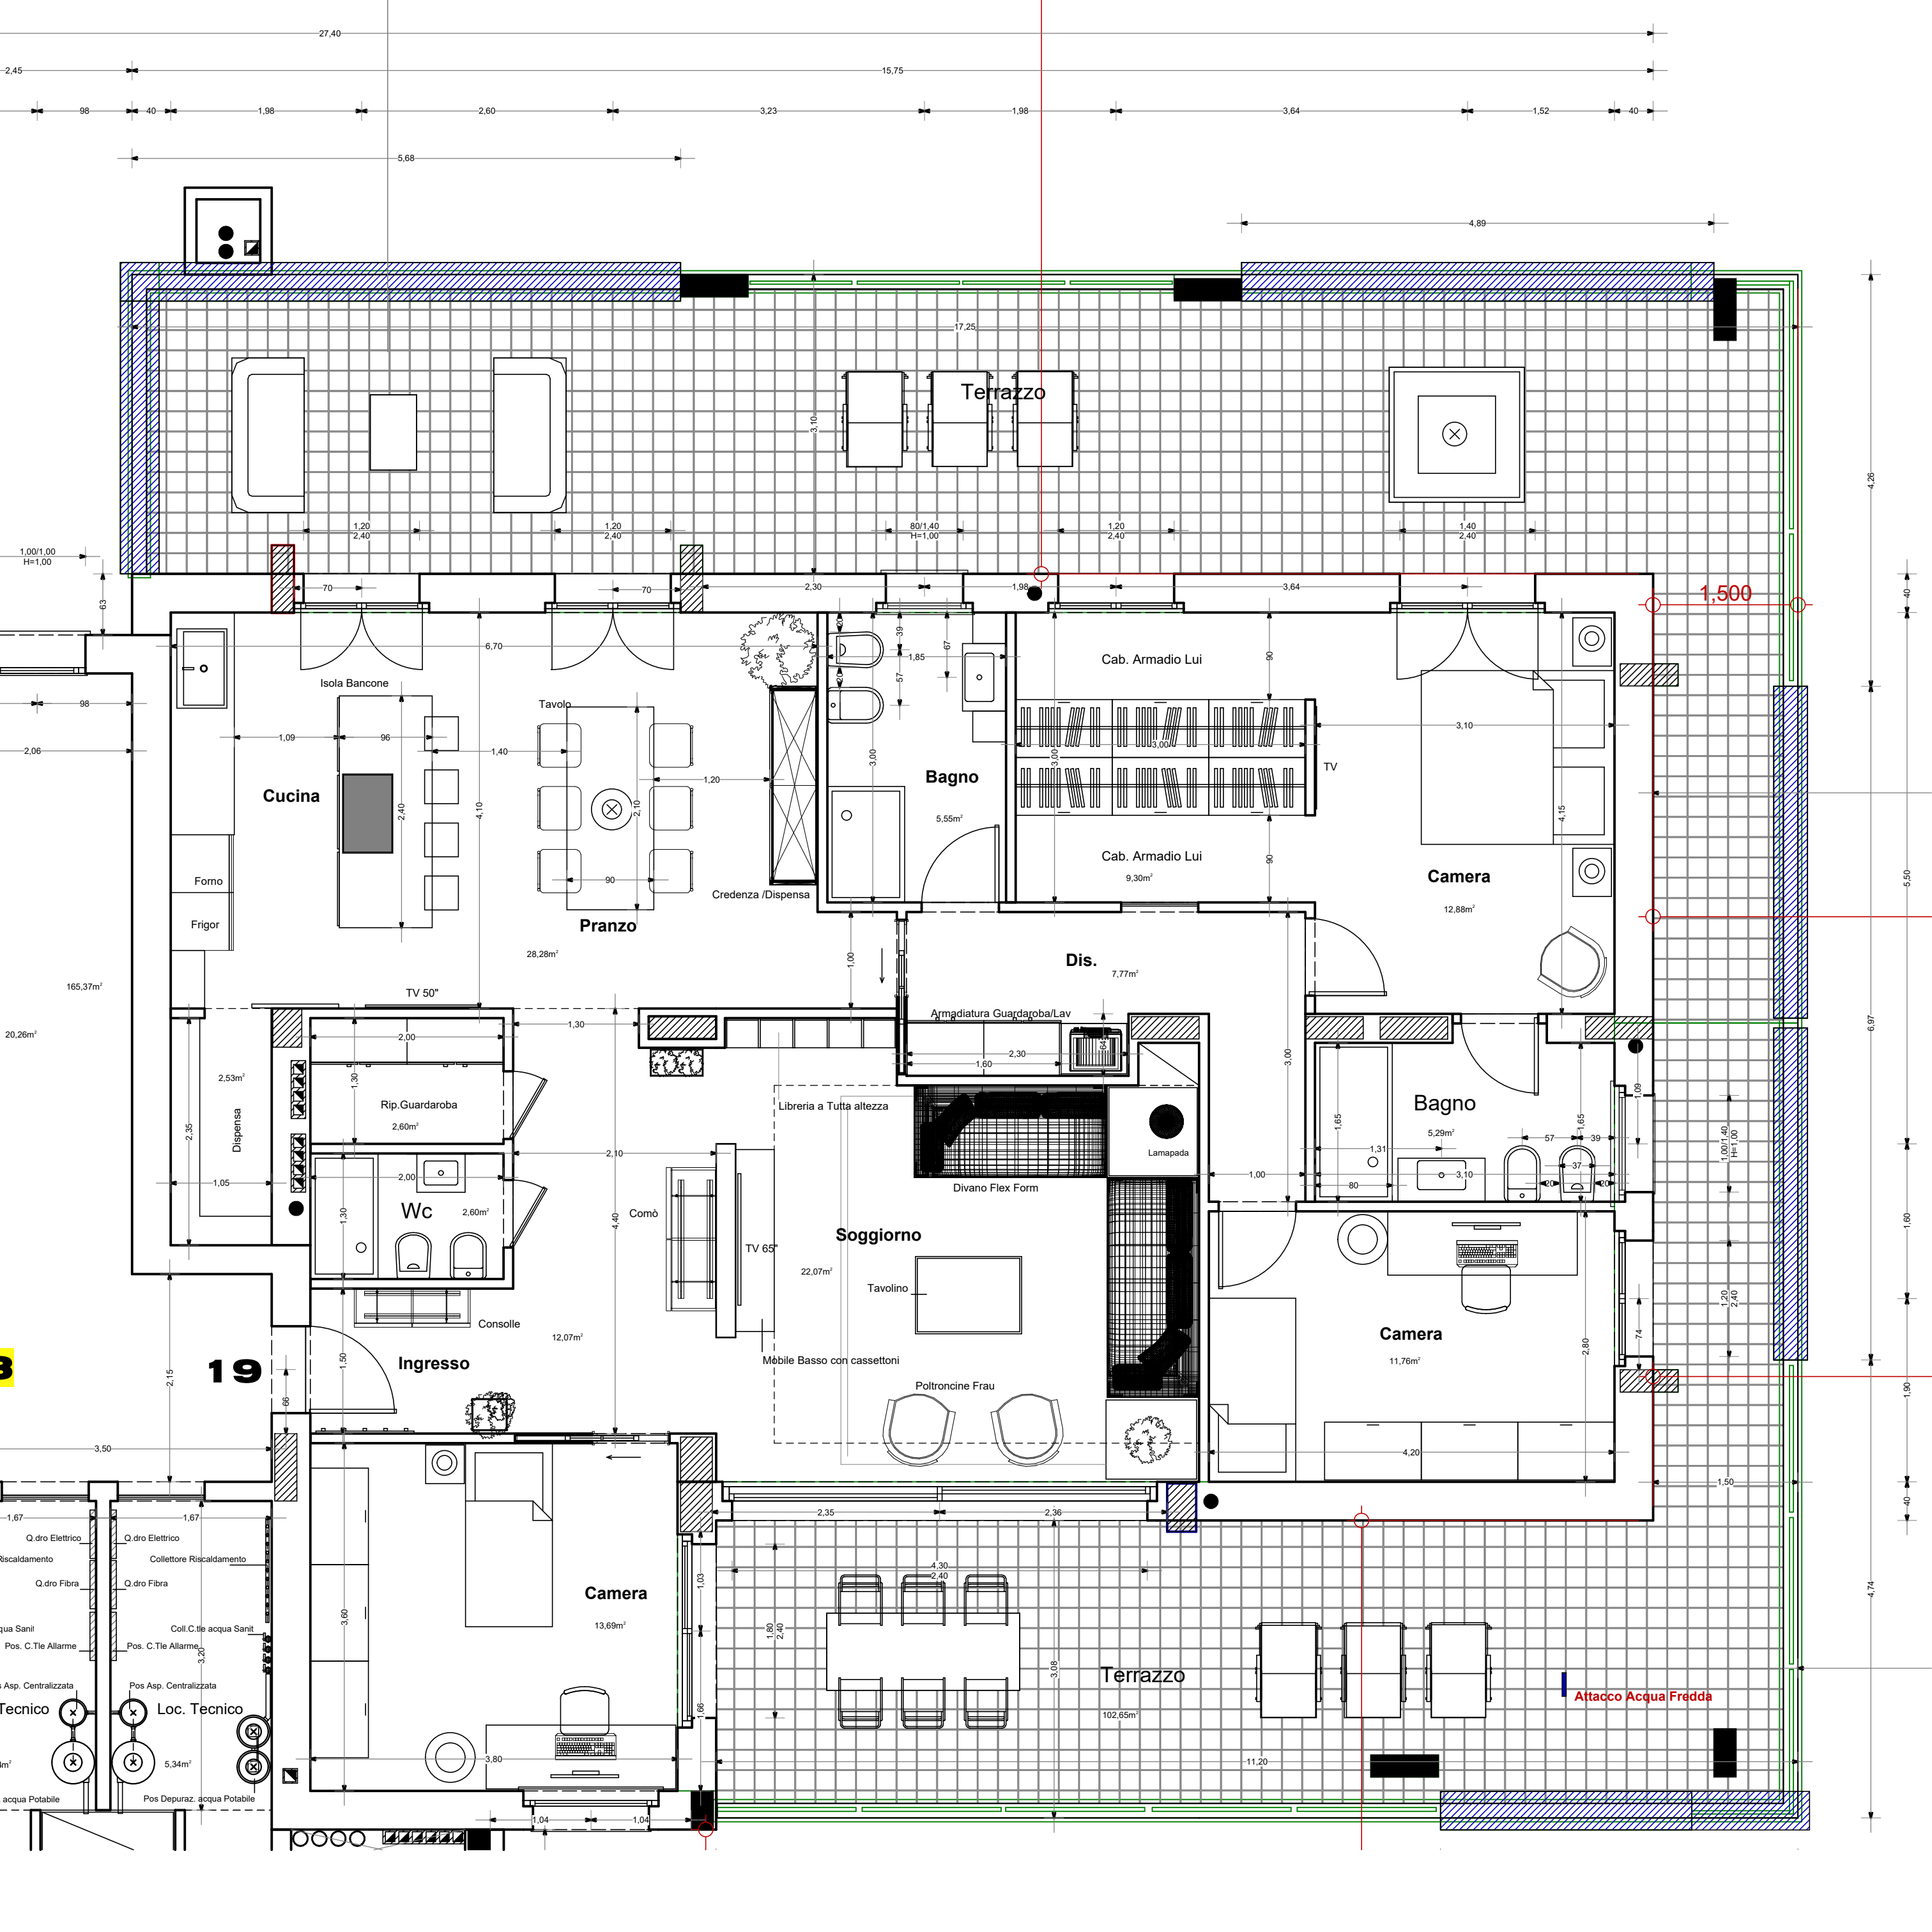 27,40
2,45
15,75
98
40
1,98
2,60
3,23
1,98
3,64
1,52
40
5,68
4,89
17,25
Terrazzo
3,10
4,26
1,20
2,40
1,20
2,40
80/1,40
H=1,00
1,20
2,40
1,40
2,40
1,00/1,00
H=1,00
70
70
2,30
1,98
3,64
1,500
40
63
20
39
67
6,70
1,85
Cab. Armadio Lui
90
20
57
Isola Bancone
Tavolo
98
3,10
1,09
96
1,40
3,00
2,06
3,00
3,00
TV
1,20
Bagno
Cucina
2,40
4,10
2,10
5,55m²
4,15
Cab. Armadio Lui
90
Forno
90
Credenza /Dispensa
9,30m²
Camera
12,88m²
5,50
Frigor
Pranzo
28,28m²
1,00
Dis.
7,77m²
165,37m²
TV 50"
20,26m²
Armadiatura Guardaroba/Lav
1,30
6,97
2,00
2,30
64
1,60
3,00
2,53m²
1,30
Rip.Guardaroba
2,60m²
Libreria a Tutta altezza
1,09
Bagno
5,29m²
1,65
1,65
1,00/1,40
H=1,00
Dispensa
2,35
57
39
1,31
2,10
Lamapada
37
1,05
2,00
1,00
3,10
80
20
20
Divano Flex Form
Wc
2,60m²
1,30
Comò
4,40
Soggiorno
TV 65"
22,07m²
1,60
Tavolino
1,20
2,40
Consolle
12,07m²
Camera
11,76m²
74
2,80
Ingresso
1,50
Mobile Basso con cassettoni
19
2,15
66
Poltroncine Frau
1,90
3,50
4,20
1,50
40
1,67
1,67
2,35
2,36
Q.dro Elettrico
Q.dro Elettrico
Riscaldamento
Collettore Riscaldamento
Q.dro Fibra
Q.dro Fibra
4,30
2,40
1,03
Camera
13,69m²
3,60
4,74
Coll.C.tle acqua Sanit
Pos. C.Tle Allarme
Pos. C.Tle Allarme
3,20
1,80
2,40
3,08
Terrazzo
102,65m²
Attacco Acqua Fredda
Asp. Centralizzata
Pos Asp. Centralizzata
Tecnico
Loc. Tecnico
1,66
3,80
11,20
5,34m²
acqua Potabile
Pos Depuraz. acqua Potabile
1,04
1,04